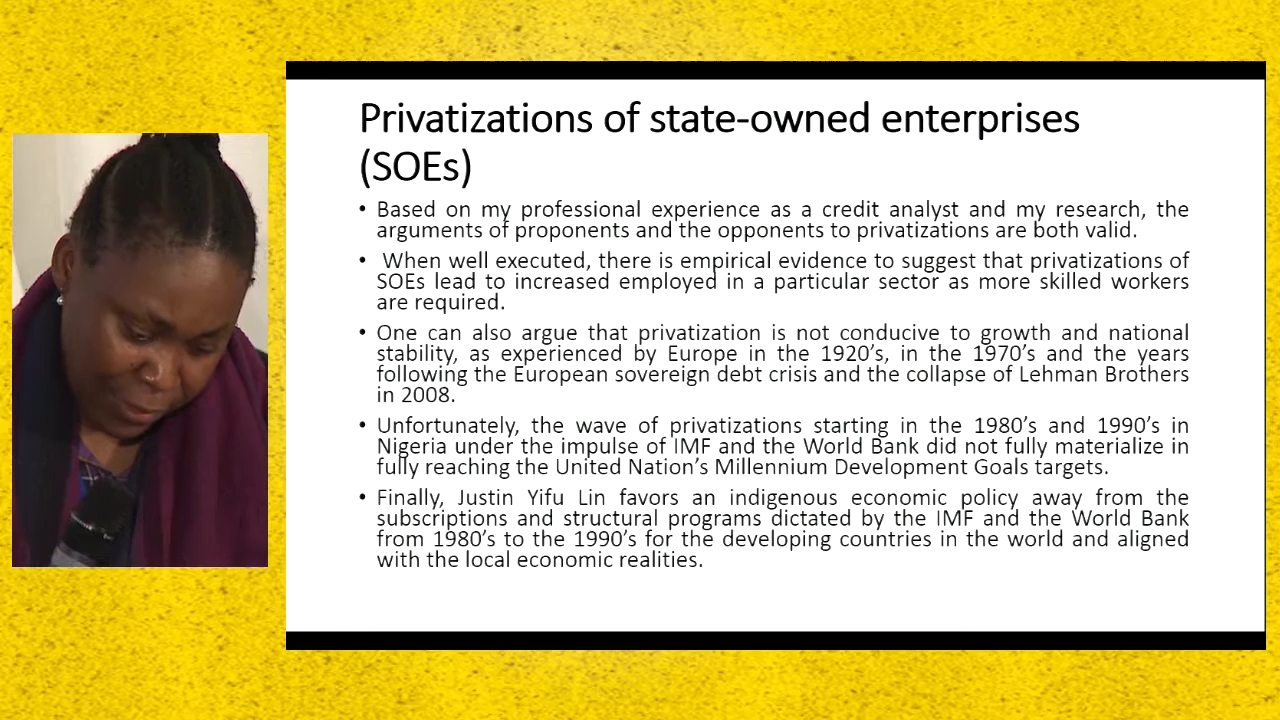 Privatizations of state-owned enterprises
(SOEs)
• Based on my professional experience as a credit analyst and my research, the
arguments of proponents and the opponents to privatizations are both valid.
• When well executed, there is empirical evidence to suggest that privatizations of
SOEs lead to increased employed in a particular sector as more skilled workers
are required.
• One can also argue that privatization is not conducive to growth and national
stability, as experienced by Europe in the 1920’s, in the 1970’s and the years
following the European sovereign debt crisis and the collapse of Lehman Brothers
in 2008.
• Unfortunately, the wave of privatizations starting in the 1980’s and 1990’s in
Nigeria under the impulse of IMF and the World Bank did not fully materialize in
fully reaching the United Nation’s Millennium Development Goals targets.
• Finally, Justin Yifu Lin favors an indigenous economic policy away from the
subscriptions and structural programs dictated by the IMF and the World Bank
from 1980’s to the 1990’s for the developing countries in the world and aligned
with the local economic realities.